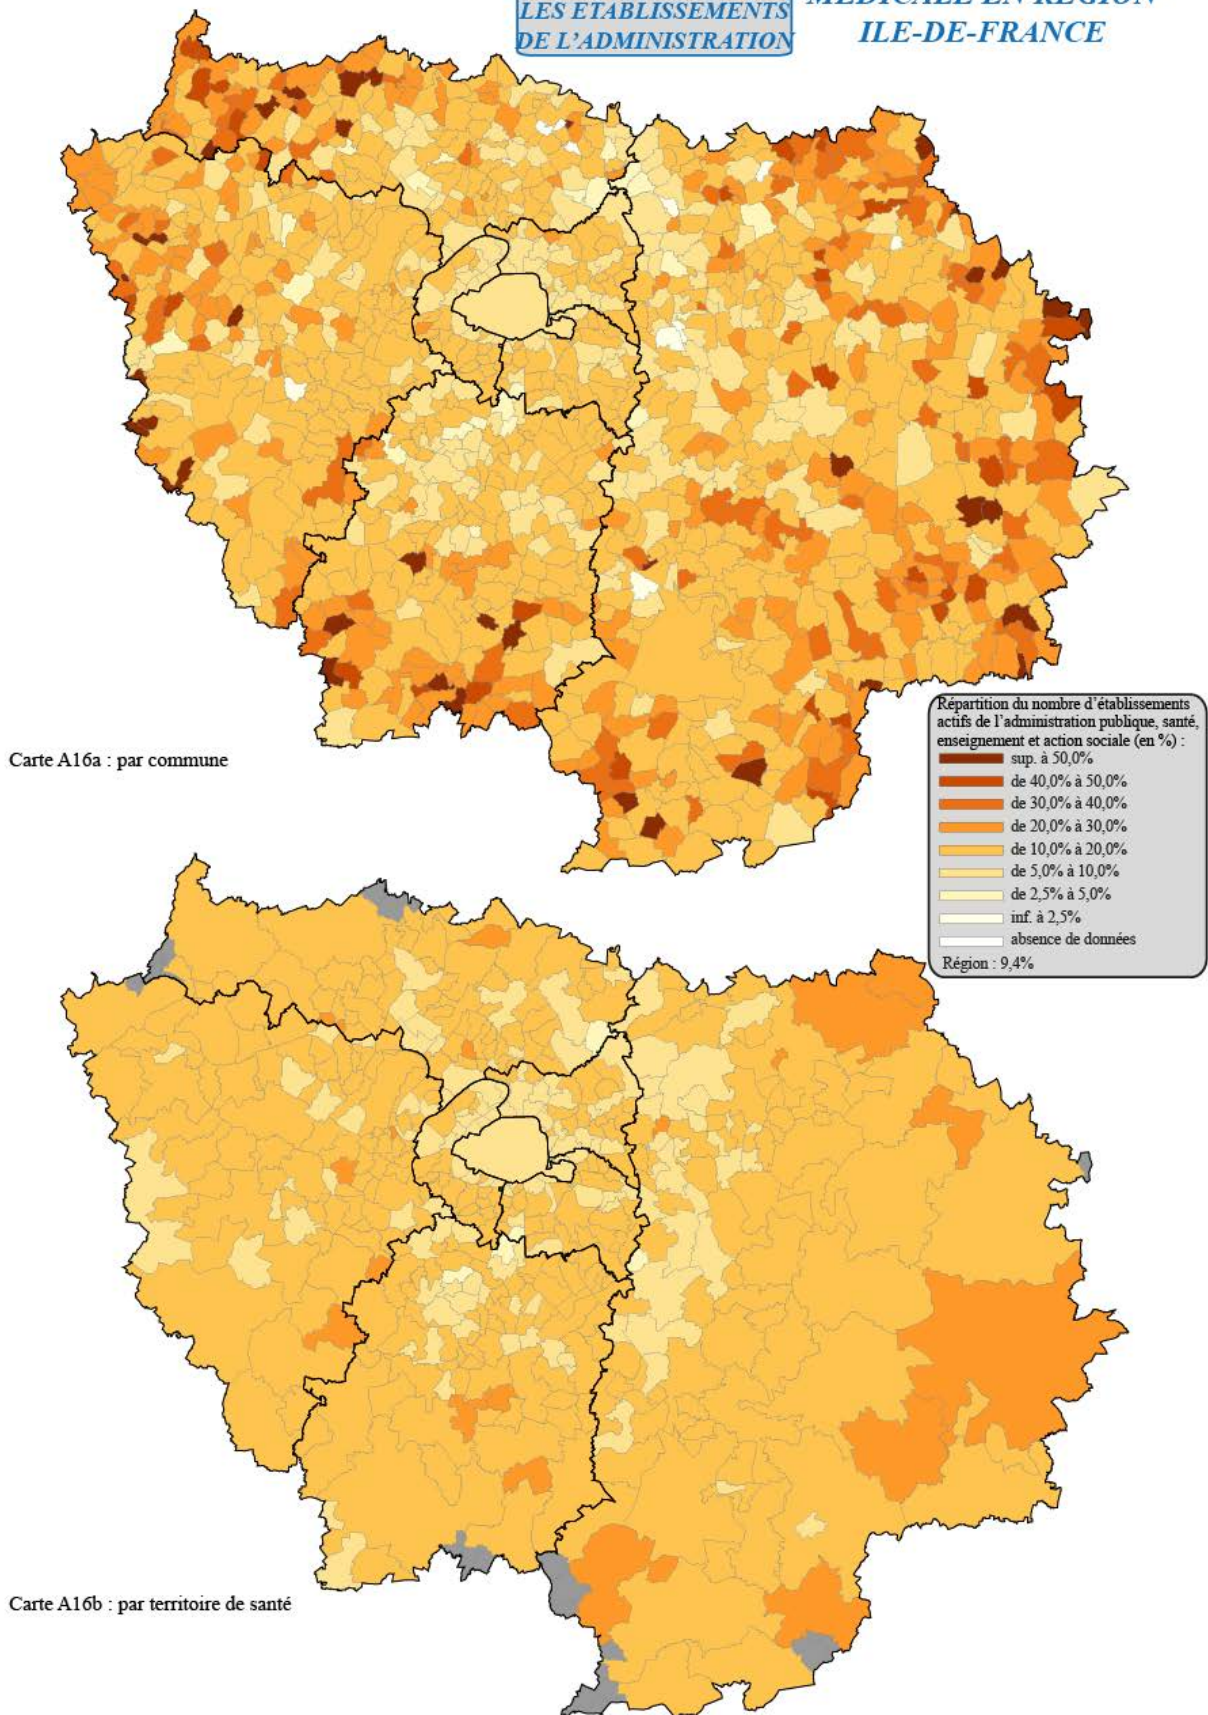 LES ETABLISSEMENTS
DE L'ADMINISTRATION
MEDICALE EN REGION
ILE-DE-FRANCE
Carte A16a : par commune
Répartition du nombre d'établissements
actifs de l'administration publique, santé,
enseignement et action sociale (en %) :
sup. à 50,0%
de 40,0% à 50,0%
de 30,0% à 40,0%
de 20,0% à 30,0%
de 10,0% à 20,0%
de 5,0% à 10,0%
de 2,5% à 5,0%
inf. à 2,5%
absence de données
Région : 9,4%
Carte A16b : par territoire de santé